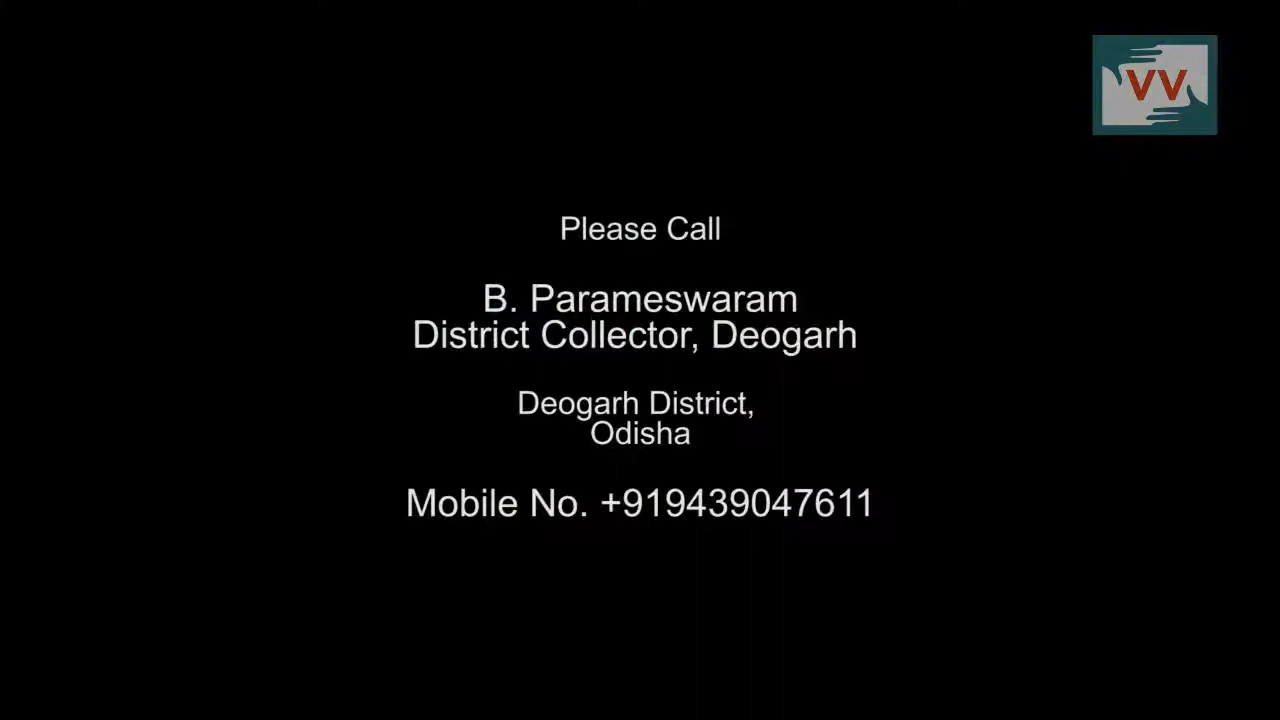 VV
Please Call
B. Parameswaram
District Collector, Deogarh
Deogarh District,
Odisha
Mobile No. +919439047611